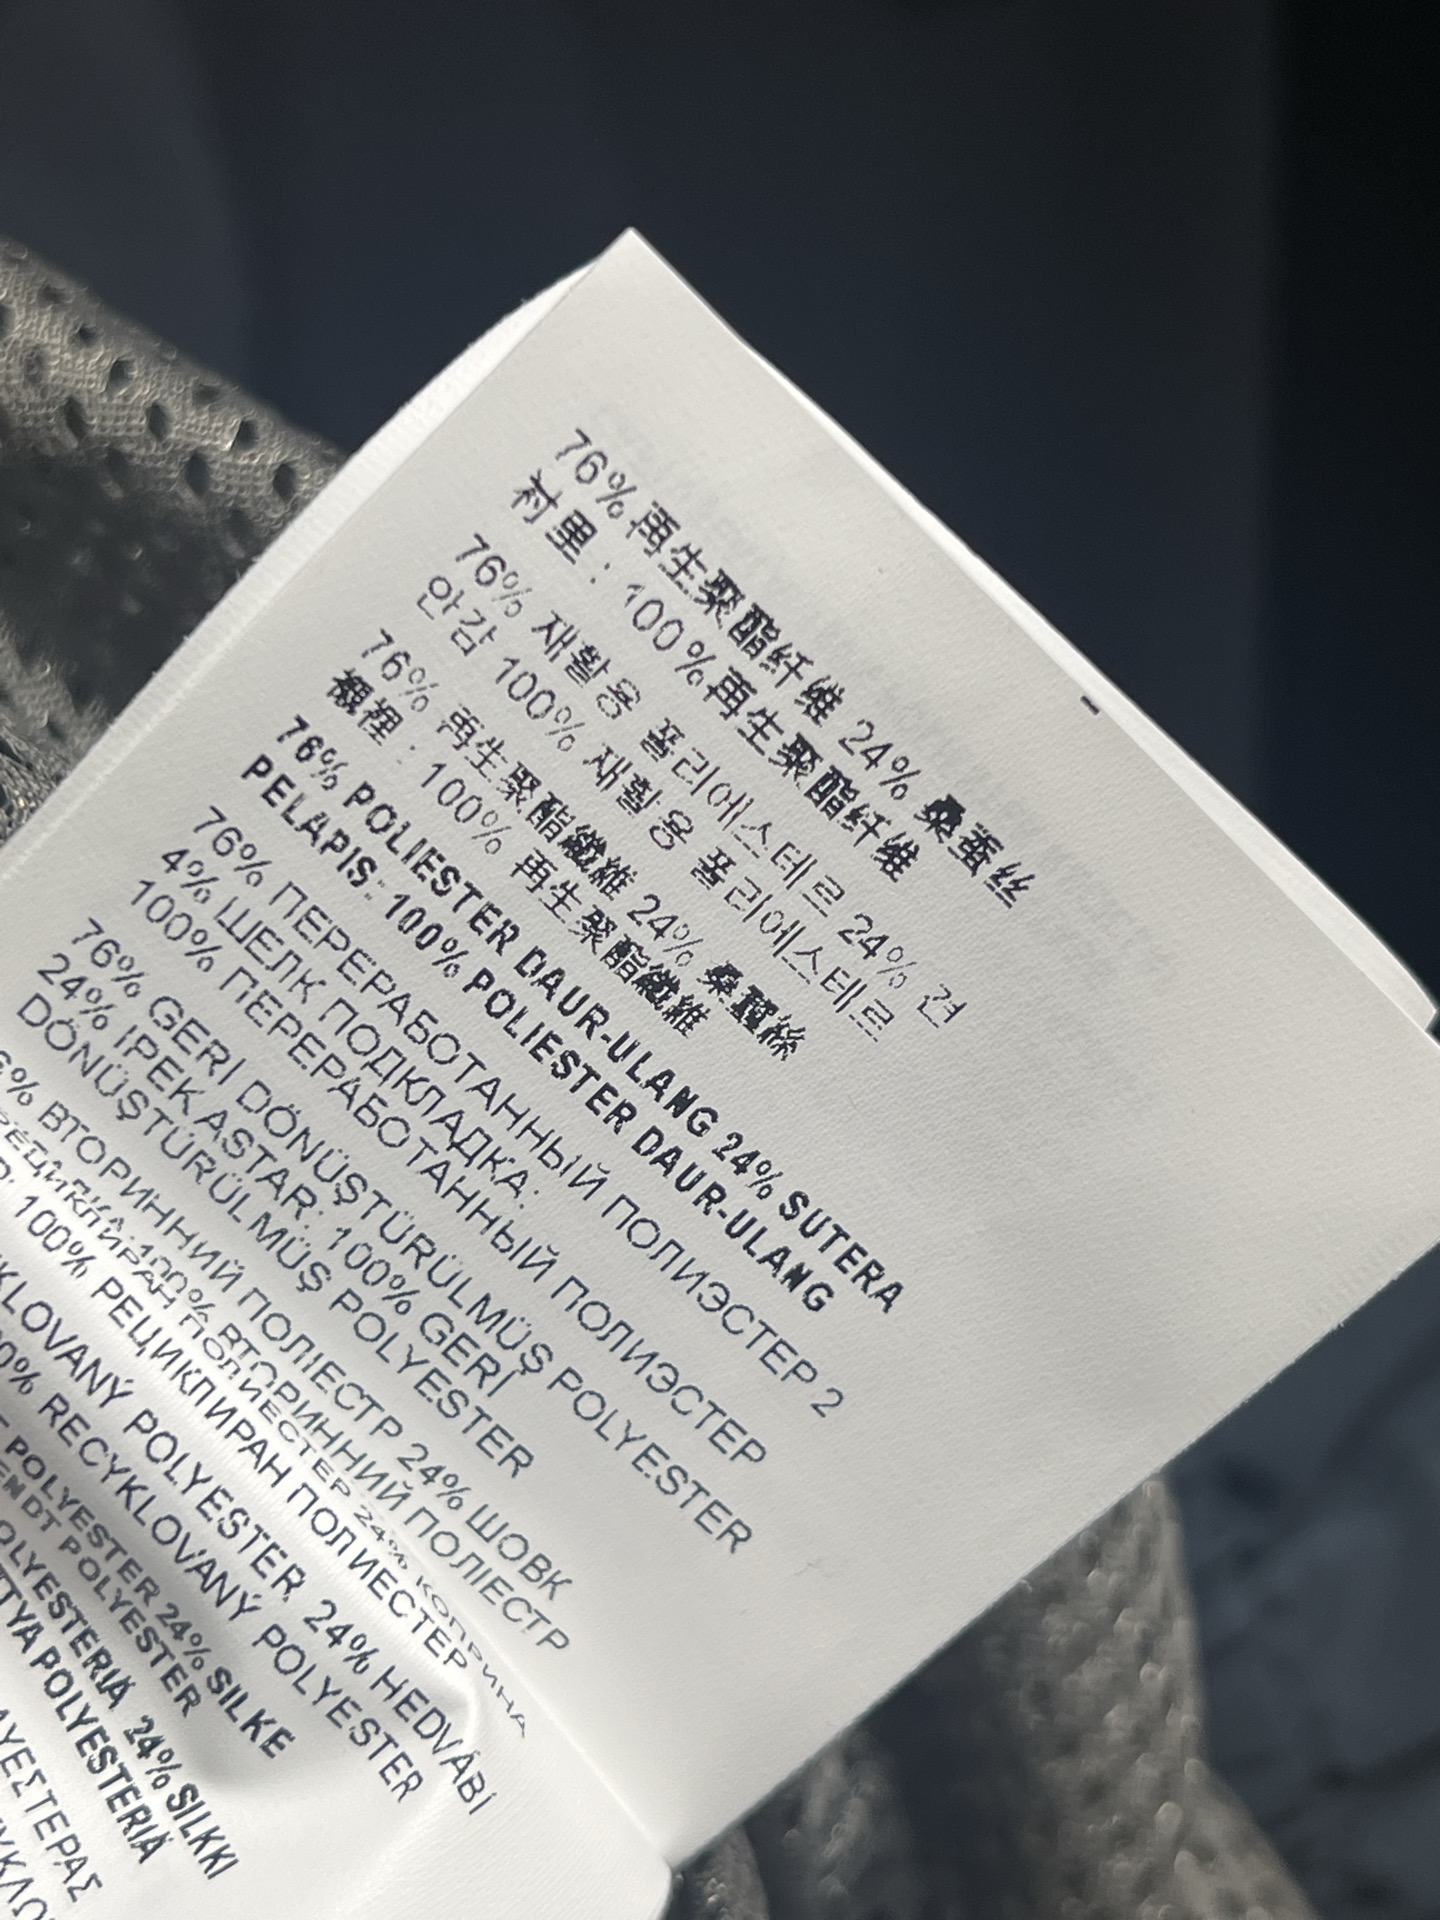 76% 再生聚酯纤维 24% 桑蚕丝
衬里：100%再生聚酯纤维
76% 재활용 폴리에스테르 24% 견
안감 100% 재활용 폴리에스테르
76% 再生聚酯纖維 24% 桑蠶絲
襯裡：100% 再生聚酯纖維
76% POLIESTER DAUR-ULANG 24% SUTERA
PELAPIS: 100% POLIESTER DAUR-ULANG
76% ПЕРЕРАБОТАННЫЙ ПОЛИЭСТЕР 2
4% ШЕЛК ПОДКЛАДКА:
100% ПЕРЕРАБОТАННЫЙ ПОЛИЭСТЕР
76% GERİ DÖNÜŞTÜRÜLMÜŞ POLYESTER
24% İPEK ASTAR: 100% GERİ
DÖNÜŞTÜRÜLMÜŞ POLYESTER
ВТОРИННИЙ ПОЛІЕСТР 24% ШОВК
100% ВТОРИННИЙ ПОЛІЕСТР
ПОЛИЕСТЕР 24% КОПРИНА
100% РЕЦИКЛИРАН ПОЛИЕСТЕР
POLYESTER 24% HEDVÁBÍ
RECYKLOVANÝ POLYESTER
POLYESTER 24% SILKE
POLYESTER
24% SILKKI
POLYESTERIÄ